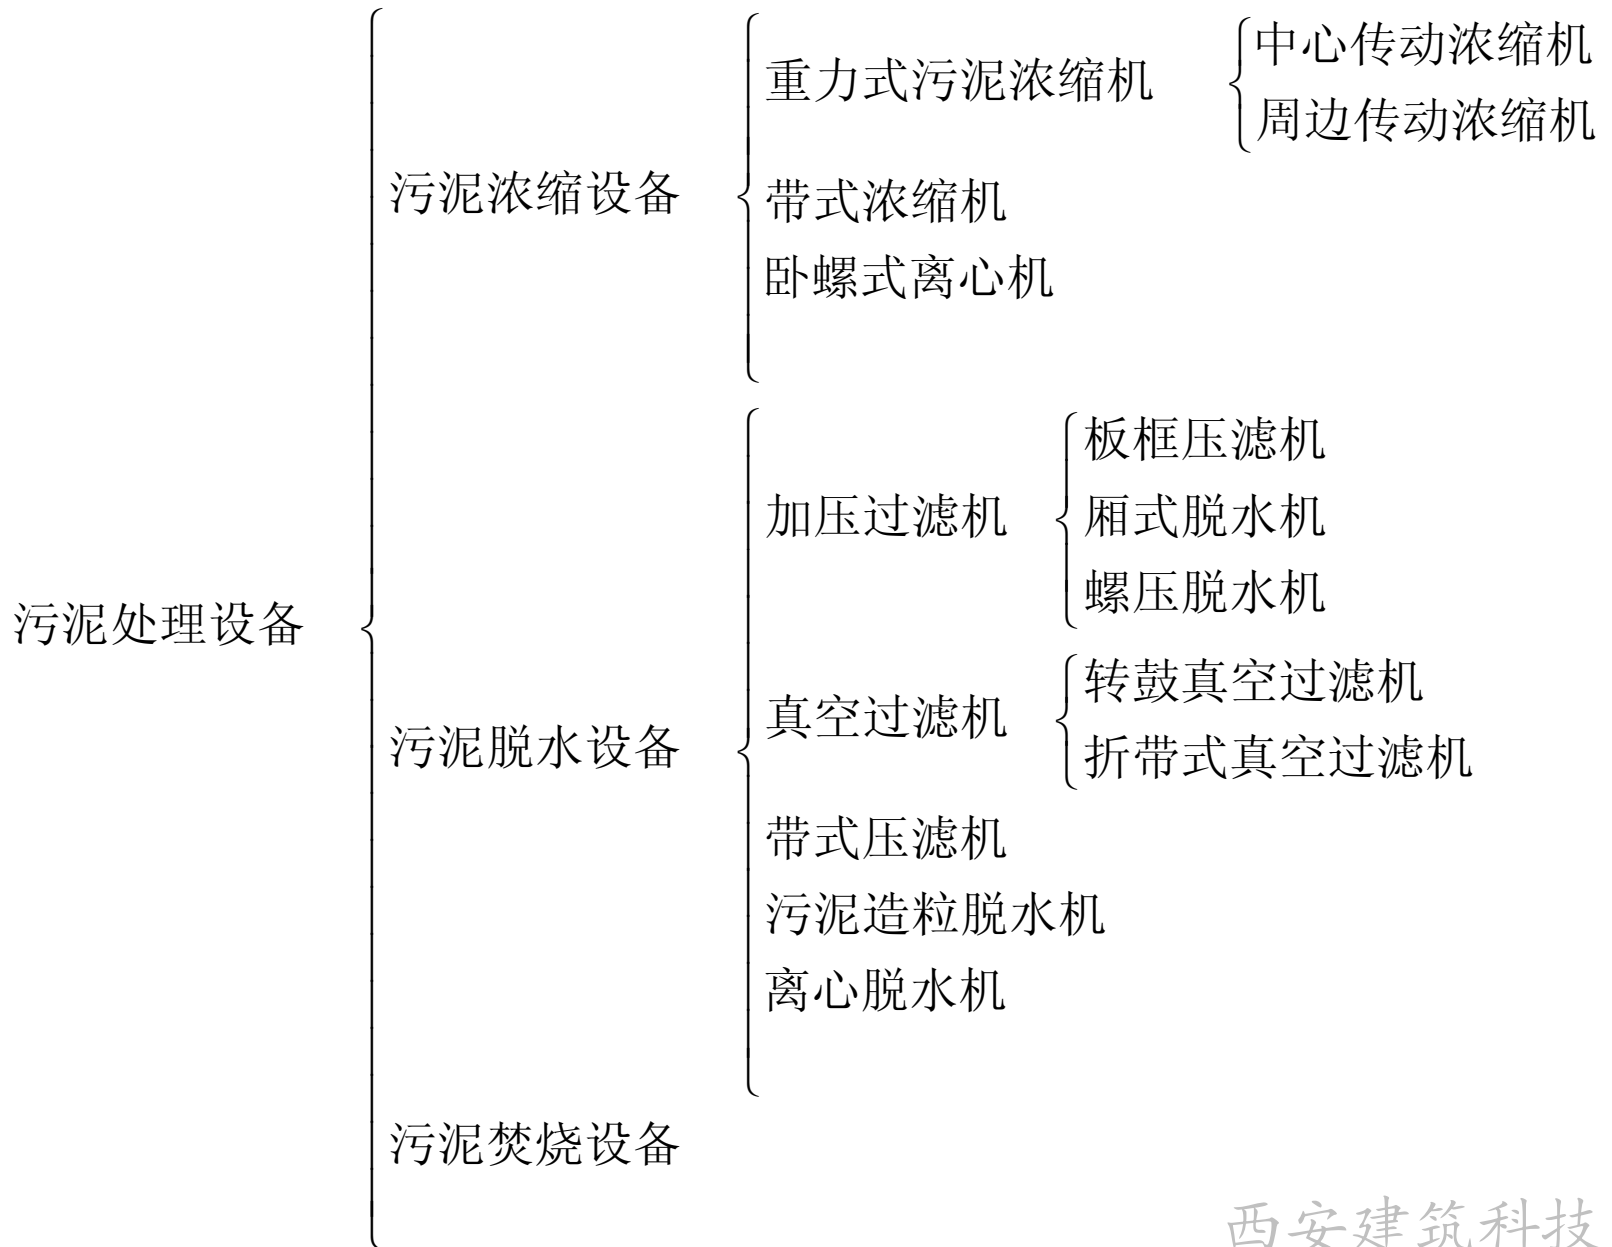 污泥处理设备
污泥浓缩设备
重力式污泥浓缩机
中心传动浓缩机
周边传动浓缩机
带式浓缩机
卧螺式离心机
污泥脱水设备
加压过滤机
板框压滤机
厢式脱水机
螺压脱水机
真空过滤机
转鼓真空过滤机
折带式真空过滤机
带式压滤机
污泥造粒脱水机
离心脱水机
污泥焚烧设备
西安建筑科技